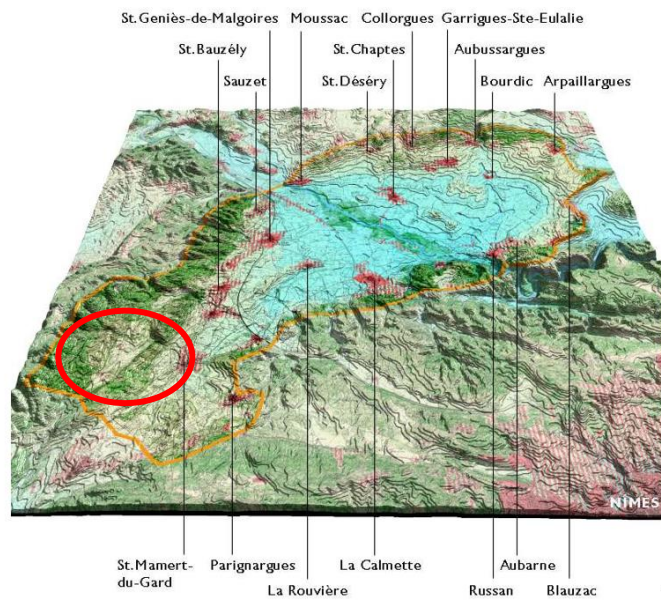 St.Geniès-de-Malgoires Moussac Collorgues Garrigues-Ste-Eulalie
St.Bauzély St.Chaptes Aubussargues
Sauzet St.Déséry Bourdic Arpaillargues
NÎMES
St.Mamert-
du-Gard
Parignargues La Calmette Aubarne
La Rouvière Russan Blauzac